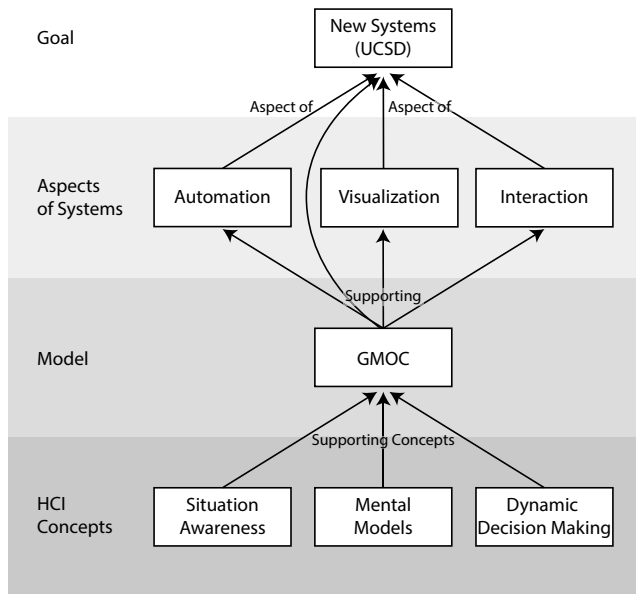 Goal
New Systems
(UCSD)
Aspect of
Aspect of
Aspects
of Systems
Automation
Visualization
Interaction
Supporting
Model
GMOC
Supporting Concepts
HCI
Concepts
Situation
Awareness
Mental
Models
Dynamic
Decision Making